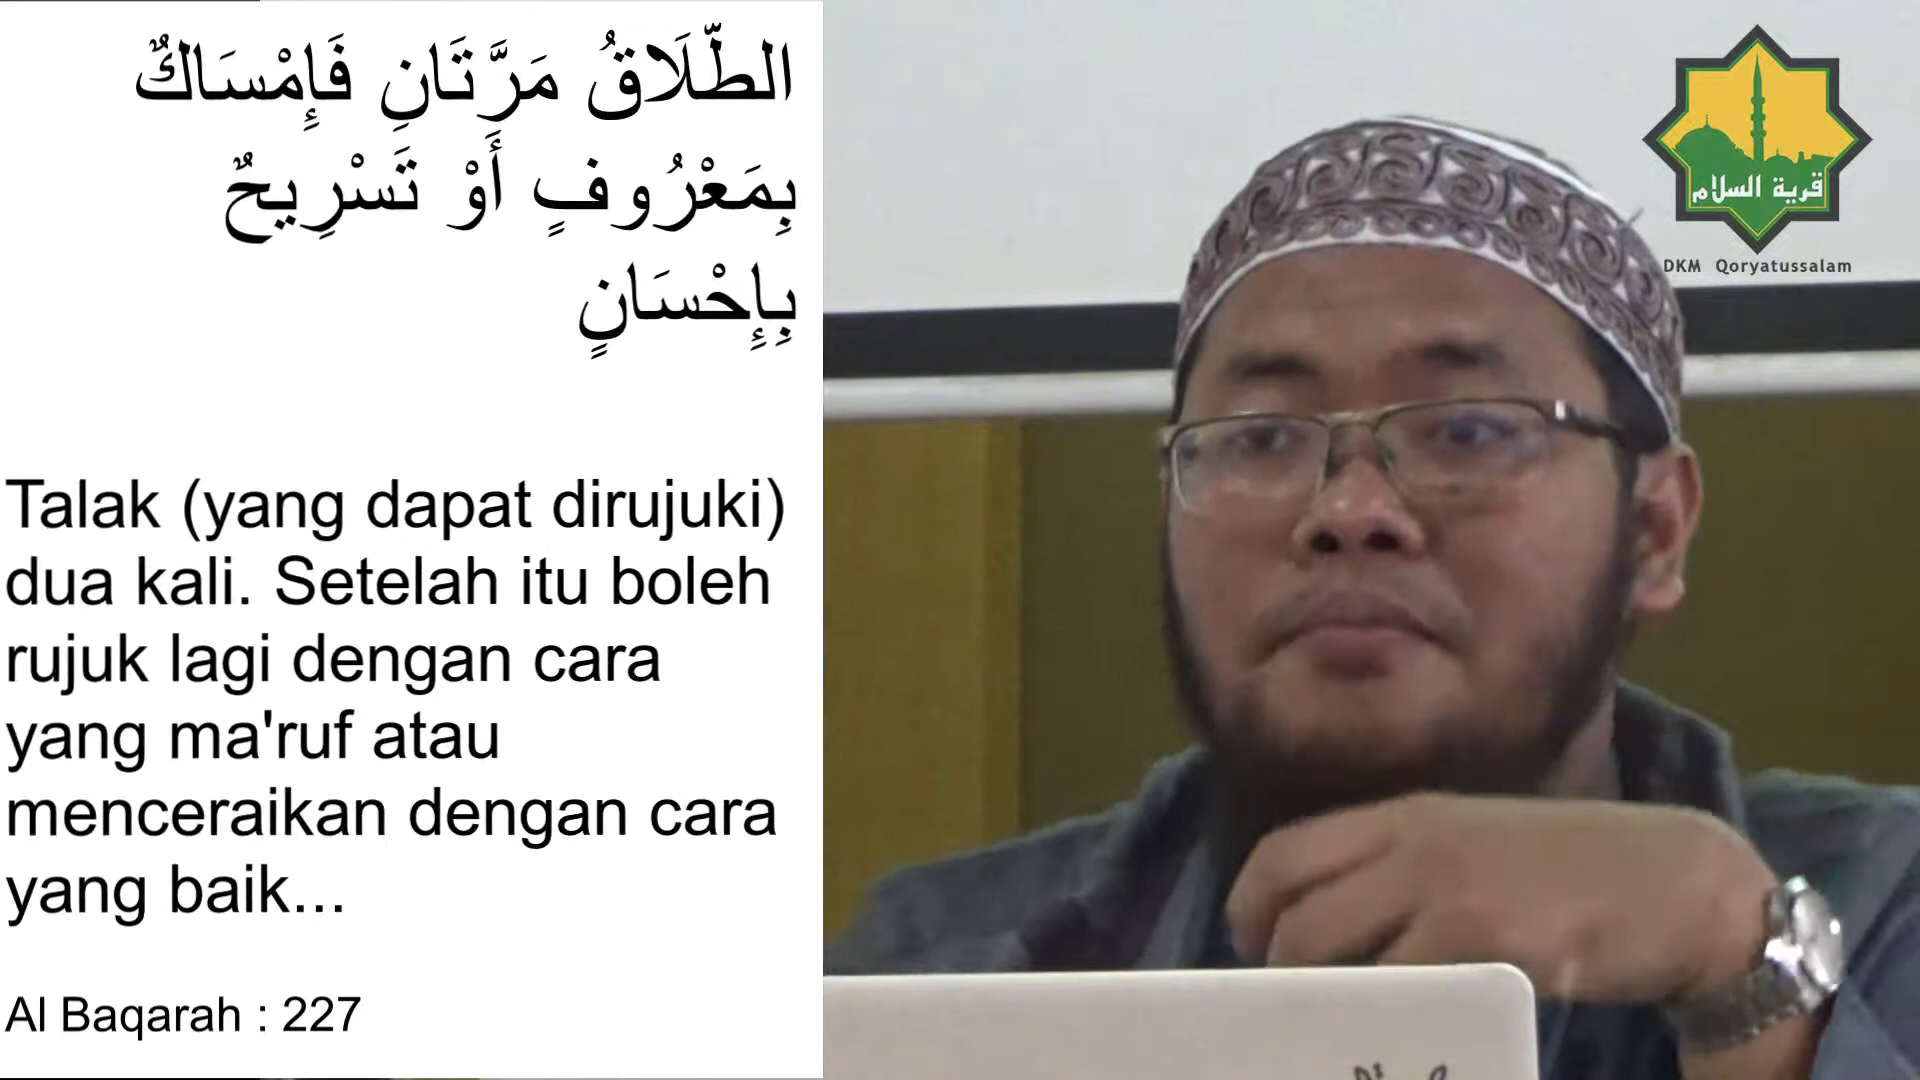 الطّلَاقُ مَرَّتَانِ فَإِمْسَاكٌ
بِمَعْرُوفٍ أَوْ تَسْرِيحٌ
بِإِحْسَانٍ
Talak (yang dapat dirujuki)
dua kali. Setelah itu boleh
rujuk lagi dengan cara
yang ma'ruf atau
menceraikan dengan cara
yang baik...
Al Baqarah : 227
قرية السلام
DKM Qoryatussalam